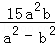 15a²b
a² − b²